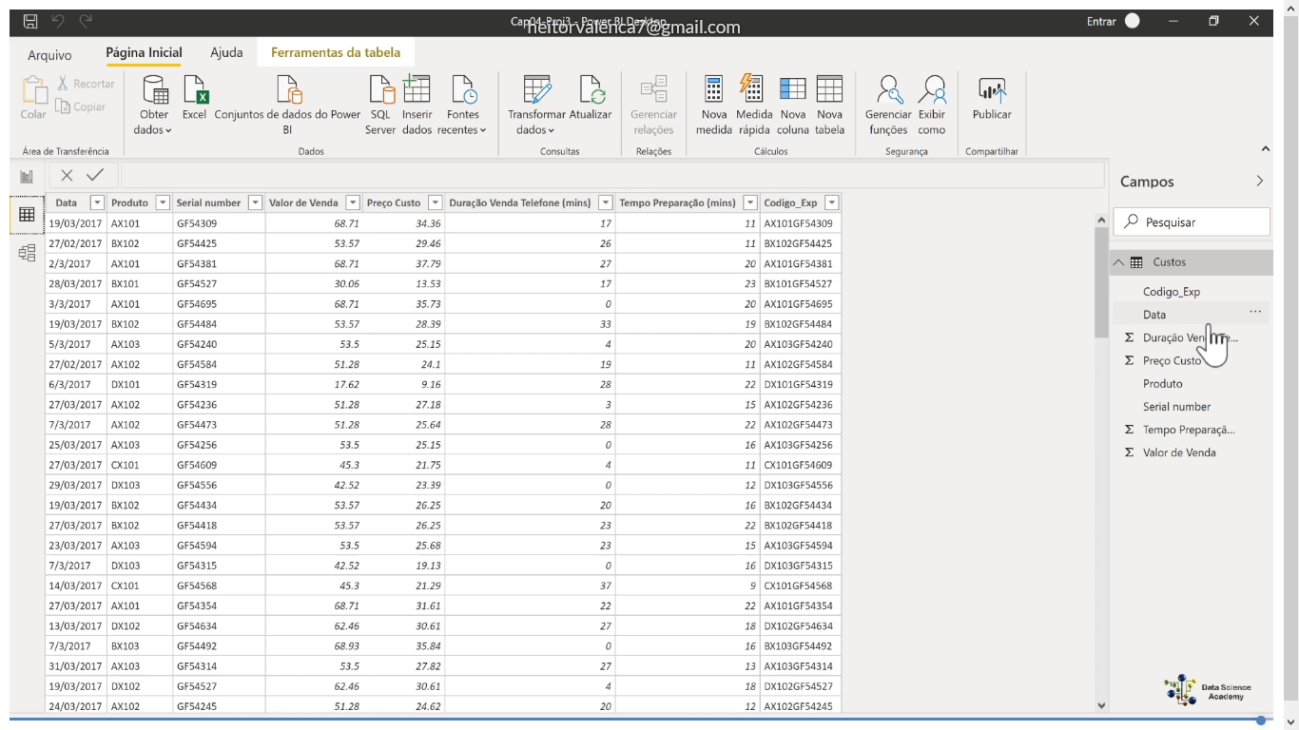 Cap04-Proj3 - Power BI Desktop
heitorvalenca7@gmail.com
Entrar
Arquivo Página Inicial Ajuda Ferramentas da tabela
Colar Recortar Copiar
Obter dados Excel Conjuntos de dados do Power BI SQL Server Inserir dados Fontes recentes Transformar dados Atualizar Gerenciar relações Nova medida Medida rápida Nova coluna Nova tabela Gerenciar funções Exibir como Publicar
Área de Transferência Dados Consultas Relações Cálculos Segurança Compartilhar
Data Produto Serial number Valor de Venda Preço Custo Duração Venda Telefone (mins) Tempo Preparação (mins) Codigo_Exp
19/03/2017 AX101 GF54309 68.71 34.36 17 11 AX101GF54309
27/02/2017 BX102 GF54425 53.57 29.46 26 11 BX102GF54425
2/3/2017 AX101 GF54381 68.71 37.79 27 20 AX101GF54381
28/03/2017 BX101 GF54527 30.06 13.53 17 23 BX101GF54527
3/3/2017 AX101 GF54695 68.71 35.73 0 20 AX101GF54695
19/03/2017 BX102 GF54484 53.57 28.39 33 19 BX102GF54484
5/3/2017 AX103 GF54240 53.5 25.15 4 20 AX103GF54240
27/02/2017 AX102 GF54584 51.28 24.1 19 11 AX102GF54584
6/3/2017 DX101 GF54319 17.62 9.16 28 22 DX101GF54319
27/03/2017 AX102 GF54236 51.28 27.18 3 15 AX102GF54236
7/3/2017 AX102 GF54473 51.28 25.64 28 22 AX102GF54473
25/03/2017 AX103 GF54256 53.5 25.15 0 16 AX103GF54256
27/03/2017 CX101 GF54609 45.3 21.75 4 11 CX101GF54609
29/03/2017 DX103 GF54556 42.52 23.39 0 12 DX103GF54556
19/03/2017 BX102 GF54434 53.57 26.25 20 16 BX102GF54434
27/03/2017 BX102 GF54418 53.57 26.25 23 22 BX102GF54418
23/03/2017 AX103 GF54594 53.5 25.68 23 15 AX103GF54594
7/3/2017 DX103 GF54315 42.52 19.13 0 16 DX103GF54315
14/03/2017 CX101 GF54568 45.3 21.29 37 9 CX101GF54568
27/03/2017 AX101 GF54354 68.71 31.61 22 22 AX101GF54354
13/03/2017 DX102 GF54634 62.46 30.61 27 18 DX102GF54634
7/3/2017 BX103 GF54492 68.93 35.84 0 16 BX103GF54492
31/03/2017 AX103 GF54314 53.5 27.82 27 13 AX103GF54314
19/03/2017 DX102 GF54527 62.46 30.61 4 18 DX102GF54527
24/03/2017 AX102 GF54245 51.28 24.62 20 12 AX102GF54245
Campos
Pesquisar
Custos
Codigo_Exp
Data
Σ Duração Ven
Σ Preço Custo
Produto
Serial number
Σ Tempo Preparaçã...
Σ Valor de Venda
Data Science
Academy